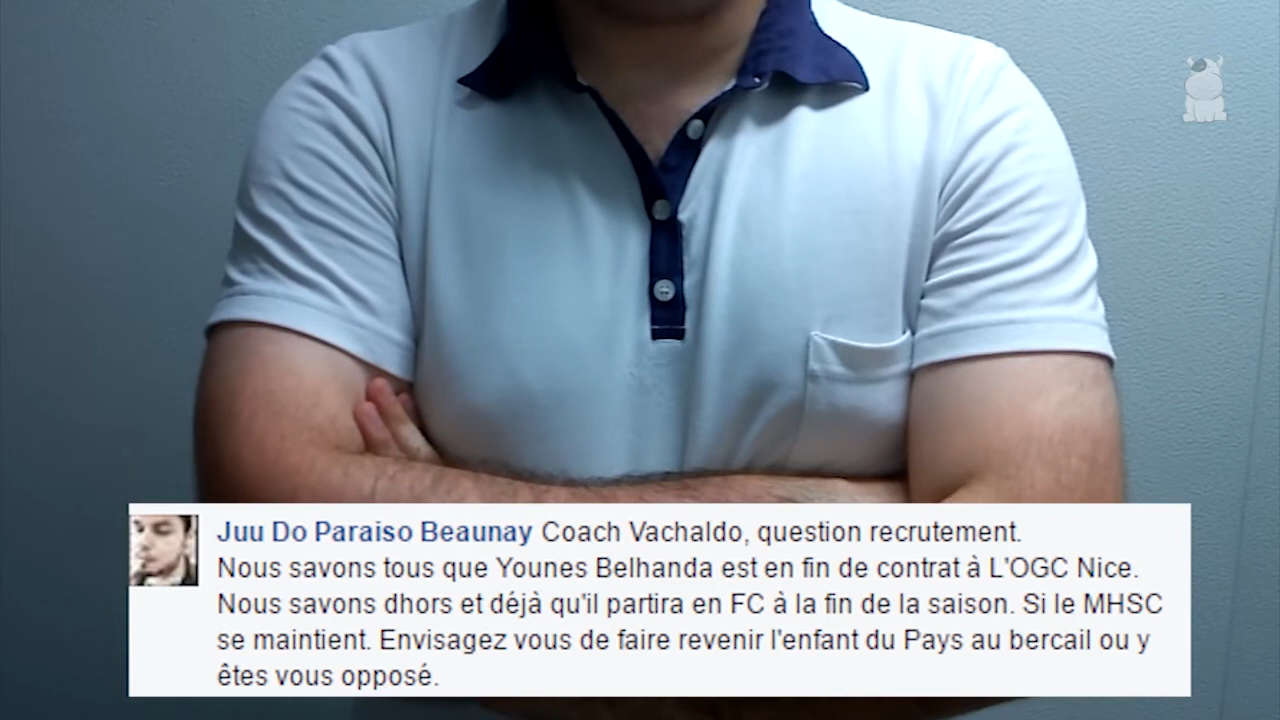 Juu Do Paraiso Beaunay Coach Vachaldo, question recrutement.
Nous savons tous que Younes Belhanda est en fin de contrat à L'OGC Nice.
Nous savons dhors et déjà qu'il partira en FC à la fin de la saison. Si le MHSC
se maintient. Envisagez vous de faire revenir l'enfant du Pays au bercail ou y
êtes vous opposé.